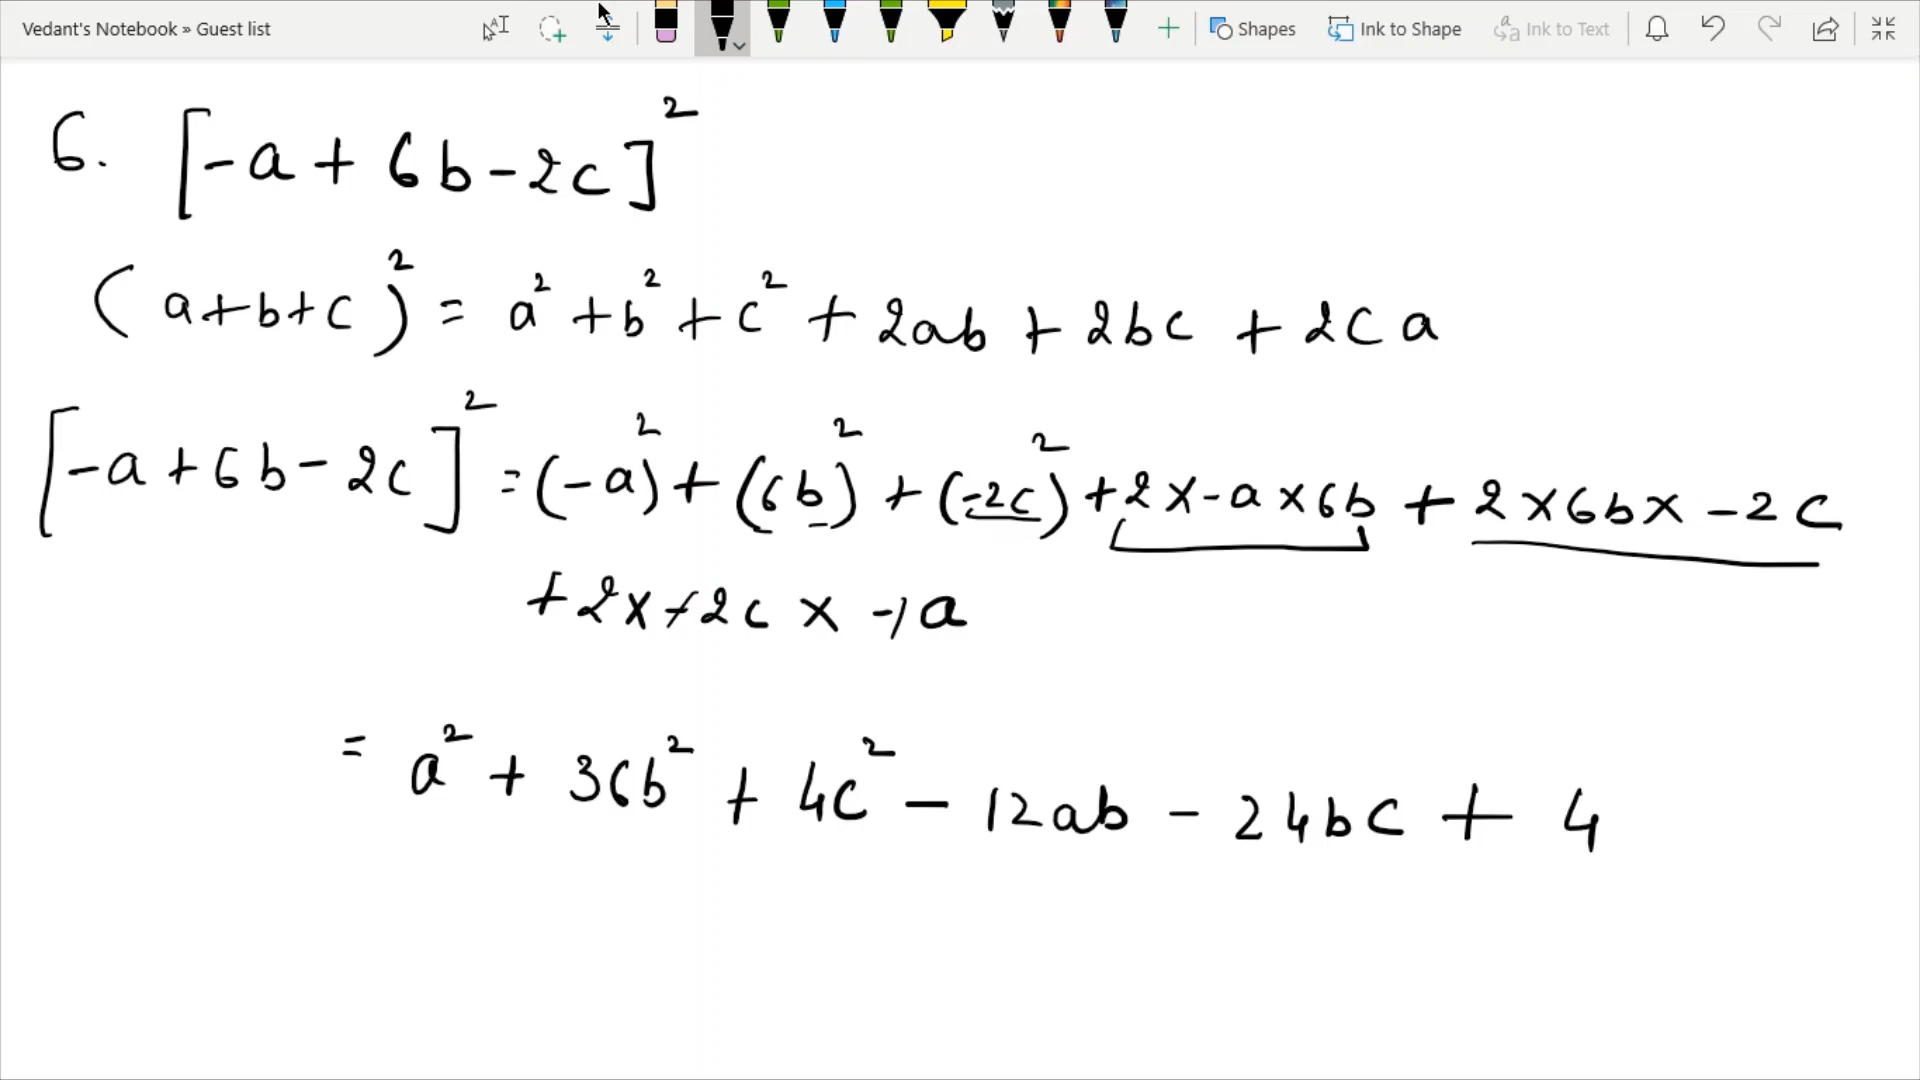 Vedant's Notebook » Guest list Shapes Ink to Shape Ink to Text
6. [-a + 6b - 2c]²
(a+b+c)² = a² + b² + c² + 2ab + 2bc + 2ca
[-a + 6b - 2c]² = (-a)² + (6b)² + (-2c)² + 2 x -a x 6b + 2 x 6b x -2c
+ 2 x -2c x -a
= a² + 36b² + 4c² - 12ab - 24bc + 4